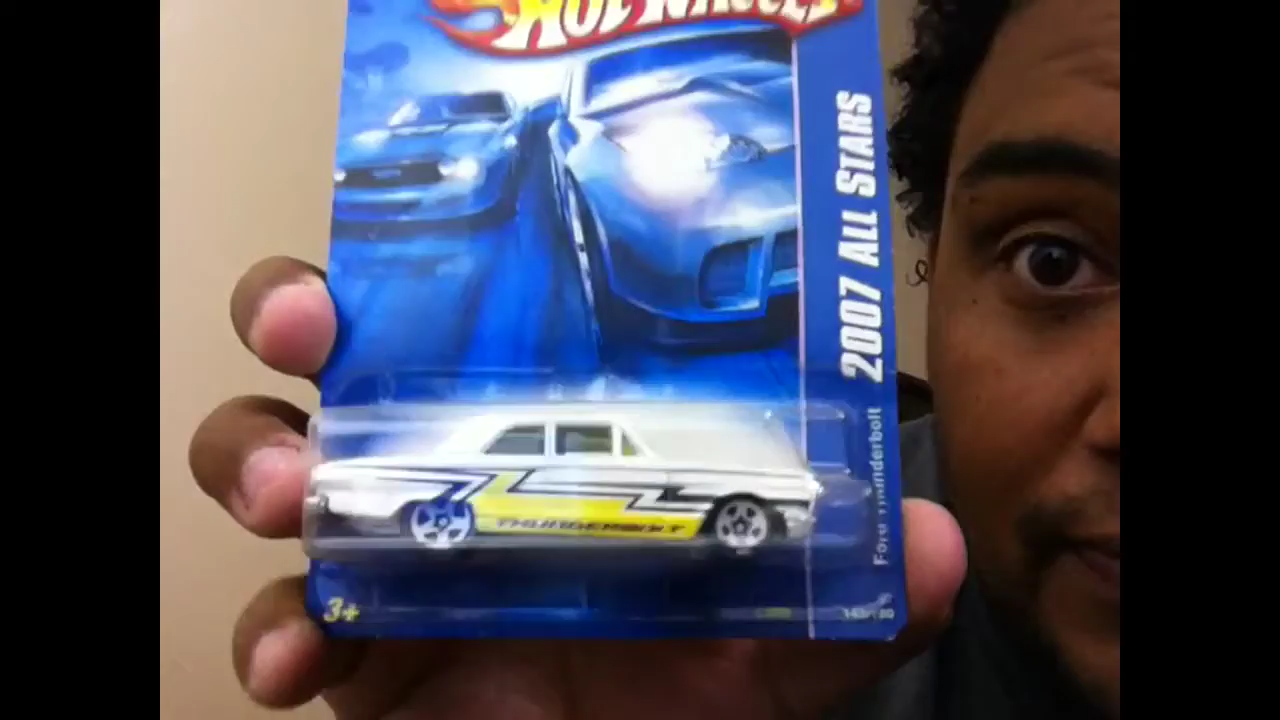 HOT WHEELS
2007 ALL STARS
Ford Thunderbolt
THUNDERBOLT
3+